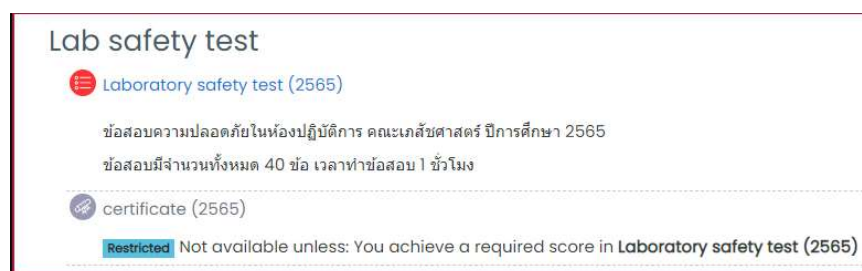 Lab safety test
Laboratory safety test (2565)
ข้อสอบความปลอดภัยในห้องปฏิบัติการ คณะเภสัชศาสตร์ ปีการศึกษา 2565
ข้อสอบมีจำนวนทั้งหมด 40 ข้อ เวลาทำข้อสอบ 1 ชั่วโมง
certificate (2565)
Restricted Not available unless: You achieve a required score in Laboratory safety test (2565)